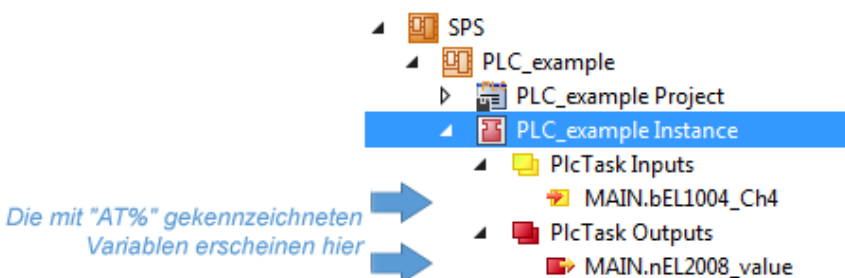 SPS
PLC_example
PLC_example Project
PLC_example Instance
PlcTask Inputs
MAIN.bEL1004_Ch4
PlcTask Outputs
MAIN.nEL2008_value
Die mit "AT%" gekennzeichneten
Variablen erscheinen hier